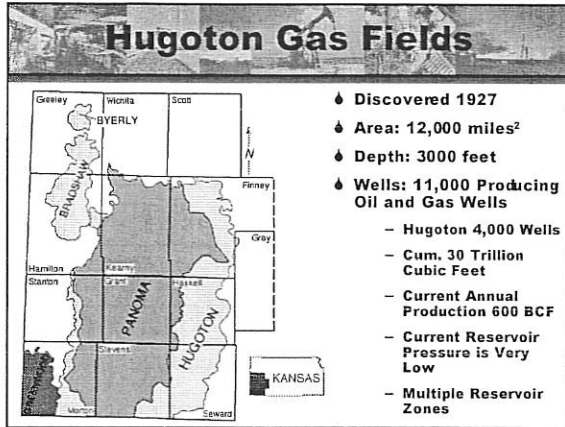 Hugoton Gas Fields
Greeley
Wichita
Scott
BYERLY
BRADSHAW
N
Finney
Gray
Hamilton
Kearny
Stanton
Grant
Haskell
PANOMA
HUGOTON
Stevens
Morton
Seward
KANSAS
Discovered 1927
Area: 12,000 miles²
Depth: 3000 feet
Wells: 11,000 Producing
Oil and Gas Wells
– Hugoton 4,000 Wells
– Cum. 30 Trillion
Cubic Feet
– Current Annual
Production 600 BCF
– Current Reservoir
Pressure is Very
Low
– Multiple Reservoir
Zones